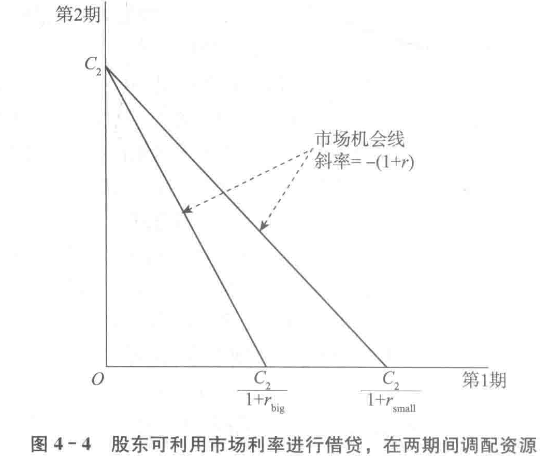 第2期
C₂
市场机会线
斜率= –(1+r)
O
C₂
1+r_big
C₂
1+r_small
第1期
图 4-4 股东可利用市场利率进行借贷，在两期间调配资源